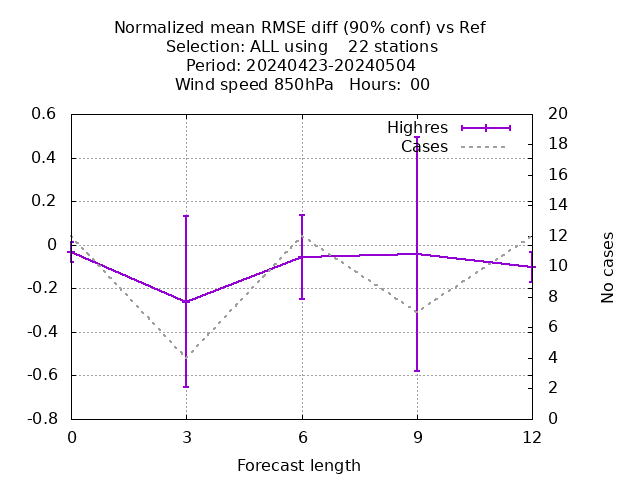 Normalized mean RMSE diff (90% conf) vs Ref
Selection: ALL using    22 stations
Period: 20240423-20240504
Wind speed 850hPa   Hours:  00
Highres
Cases
0.6
0.4
0.2
0
-0.2
-0.4
-0.6
-0.8
20
18
16
14
12
10
8
6
4
2
0
No cases
0 3 6 9 12
Forecast length